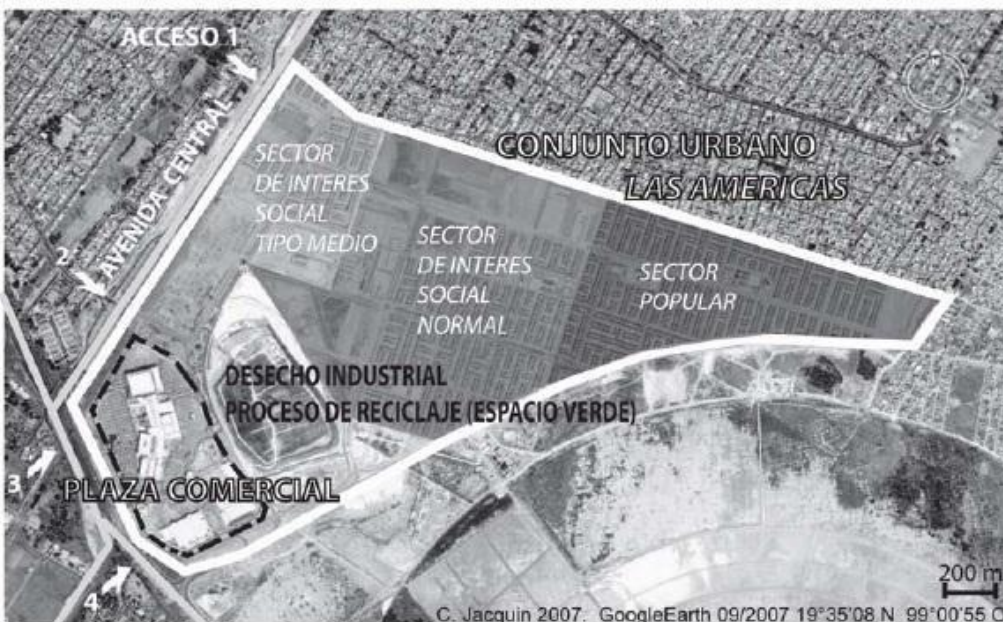 ACCESO 1
AVENIDA CENTRAL
2
3
4
CONJUNTO URBANO
LAS AMERICAS
SECTOR
DE INTERES
SOCIAL
TIPO MEDIO
SECTOR
DE INTERES
SOCIAL
NORMAL
SECTOR
POPULAR
DESECHO INDUSTRIAL
PROCESO DE RECICLAJE (ESPACIO VERDE)
PLAZA COMERCIAL
200 m
C. Jacquin 2007. GoogleEarth 09/2007 19°35'08 N 99°00'55 O